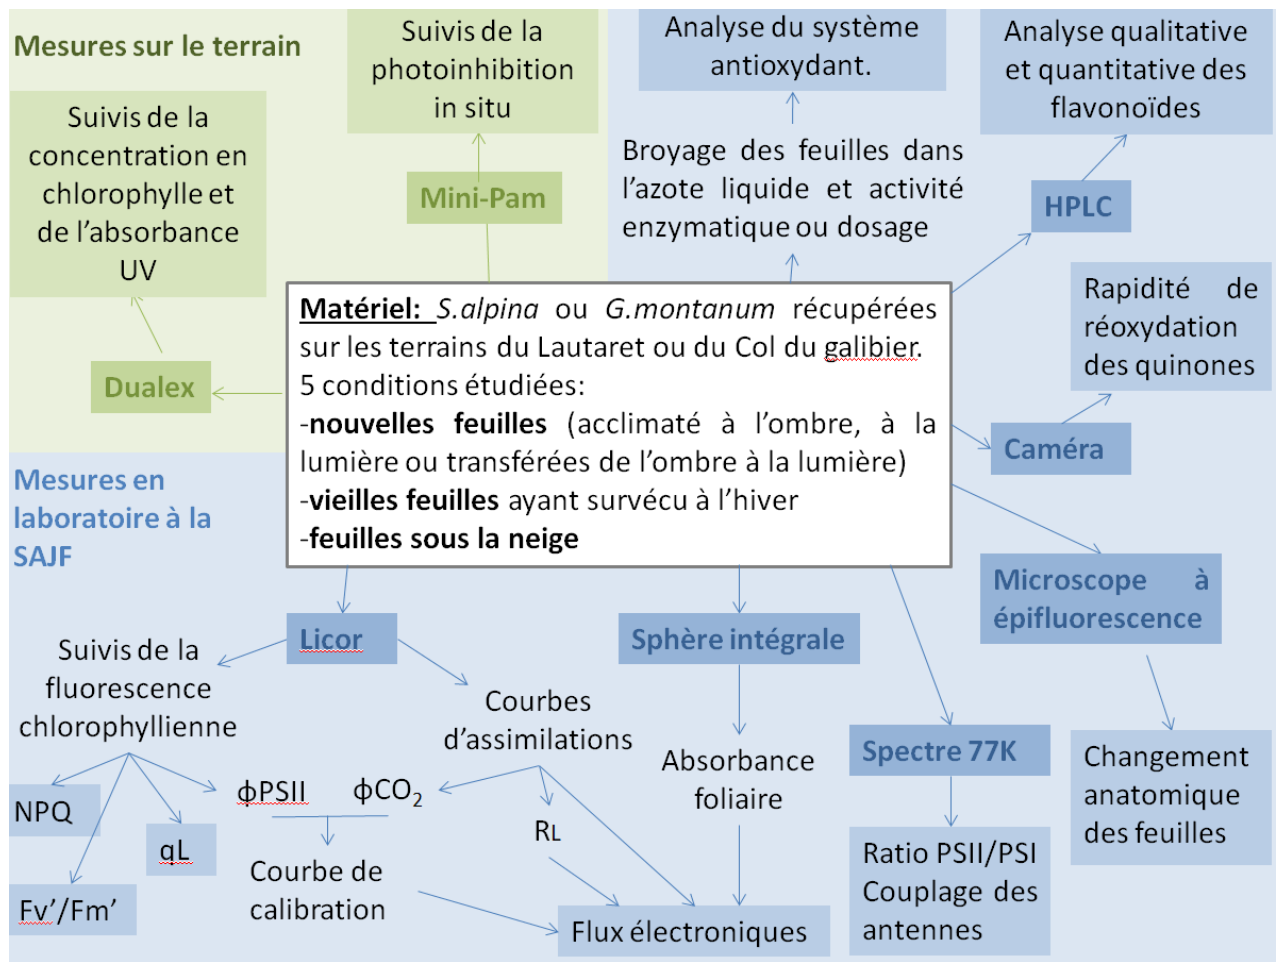 Mesures sur le terrain
Suivis de la
photoinhibition
in situ
Analyse du système
antioxydant.
Analyse qualitative
et quantitative des
flavonoïdes
Suivis de la
concentration en
chlorophylle et
de l’absorbance
UV
Mini-Pam
Broyage des feuilles dans
l’azote liquide et activité
enzymatique ou dosage
HPLC
Dualex
Matériel: S.alpina ou G.montanum récupérées
sur les terrains du Lautaret ou du Col du galibier.
5 conditions étudiées:
-nouvelles feuilles (acclimaté à l’ombre, à la
lumière ou transférées de l’ombre à la lumière)
-vieilles feuilles ayant survécu à l’hiver
-feuilles sous la neige
Rapidité de
réoxydation
des quinones
Caméra
Mesures en
laboratoire à la
SAJF
Microscope à
épifluorescence
Licor
Sphère intégrale
Suivis de la
fluorescence
chlorophyllienne
Courbes
d’assimilations
Absorbance
foliaire
Spectre 77K
Changement
anatomique
des feuilles
NPQ
qL
ϕPSII
ϕCO₂
RL
Fv’/Fm’
Courbe de
calibration
Flux électroniques
Ratio PSII/PSI
Couplage des
antennes